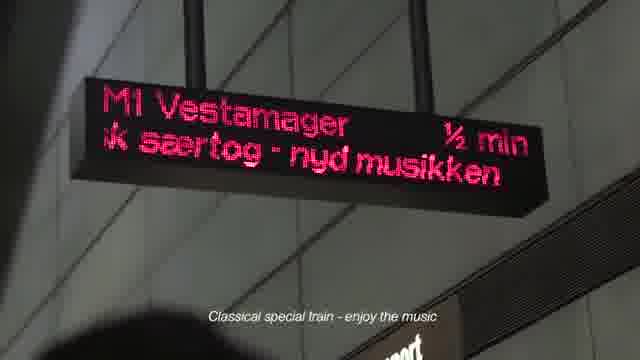 M1 Vestamager ½ min
k særtog - nyd musikken
Classical special train - enjoy the music